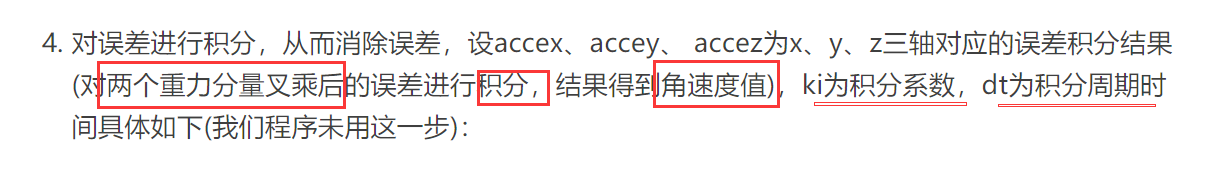 4. 对误差进行积分，从而消除误差，设accex、accey、 accez为x、y、z三轴对应的误差积分结果
(对两个重力分量叉乘后的误差进行积分，结果得到角速度值)，ki为积分系数，dt为积分周期时
间具体如下(我们程序未用这一步)：